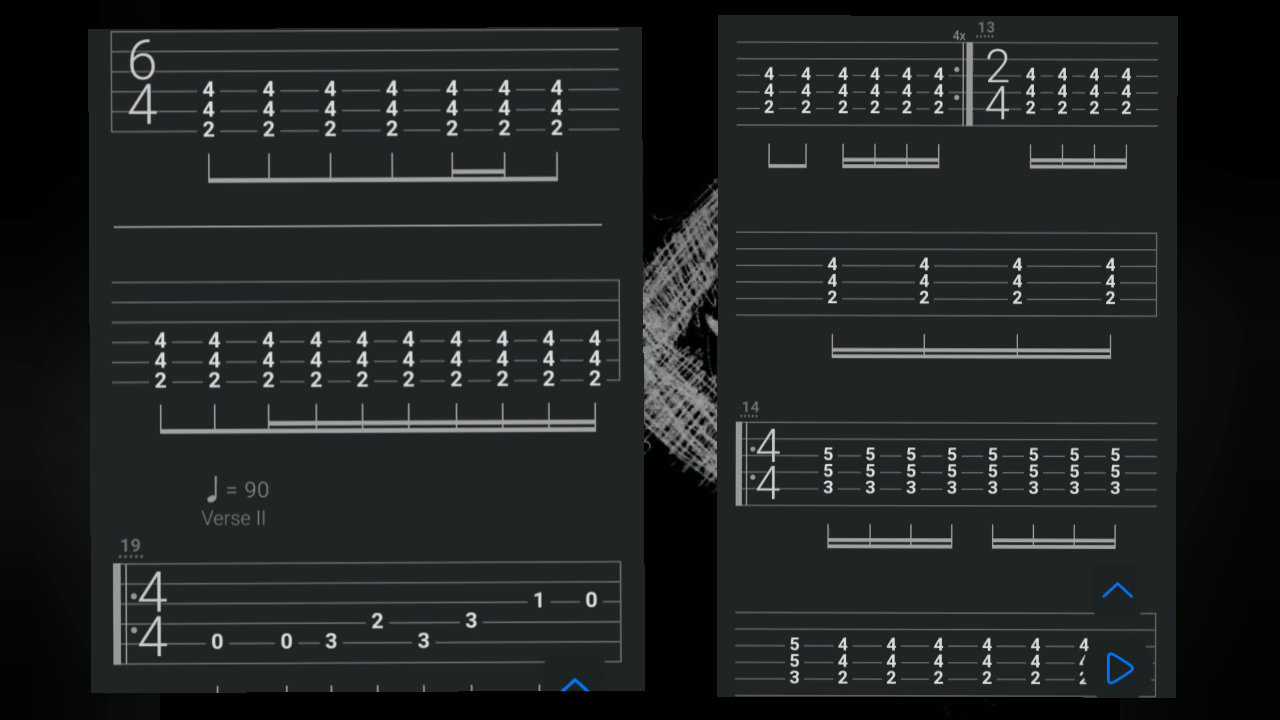 6
4
4 4 4 4 4 4 4
4 4 4 4 4 4 4
2 2 2 2 2 2 2
4 4 4 4 4 4 4 4 4 4
4 4 4 4 4 4 4 4 4 4
2 2 2 2 2 2 2 2 2 2
♩ = 90
Verse II
19
4
4
1 0
2 3
0 0 3 3
4x 13
2
4
4 4 4 4 4 4 4 4 4 4
4 4 4 4 4 4 4 4 4 4
2 2 2 2 2 2 2 2 2 2
4 4 4 4
4 4 4 4
2 2 2 2
14
4
4
5 5 5 5 5 5 5 5
5 5 5 5 5 5 5 5
3 3 3 3 3 3 3 3
5 4 4 4 4 4 4
5 4 4 4 4 4
3 2 2 2 2 2